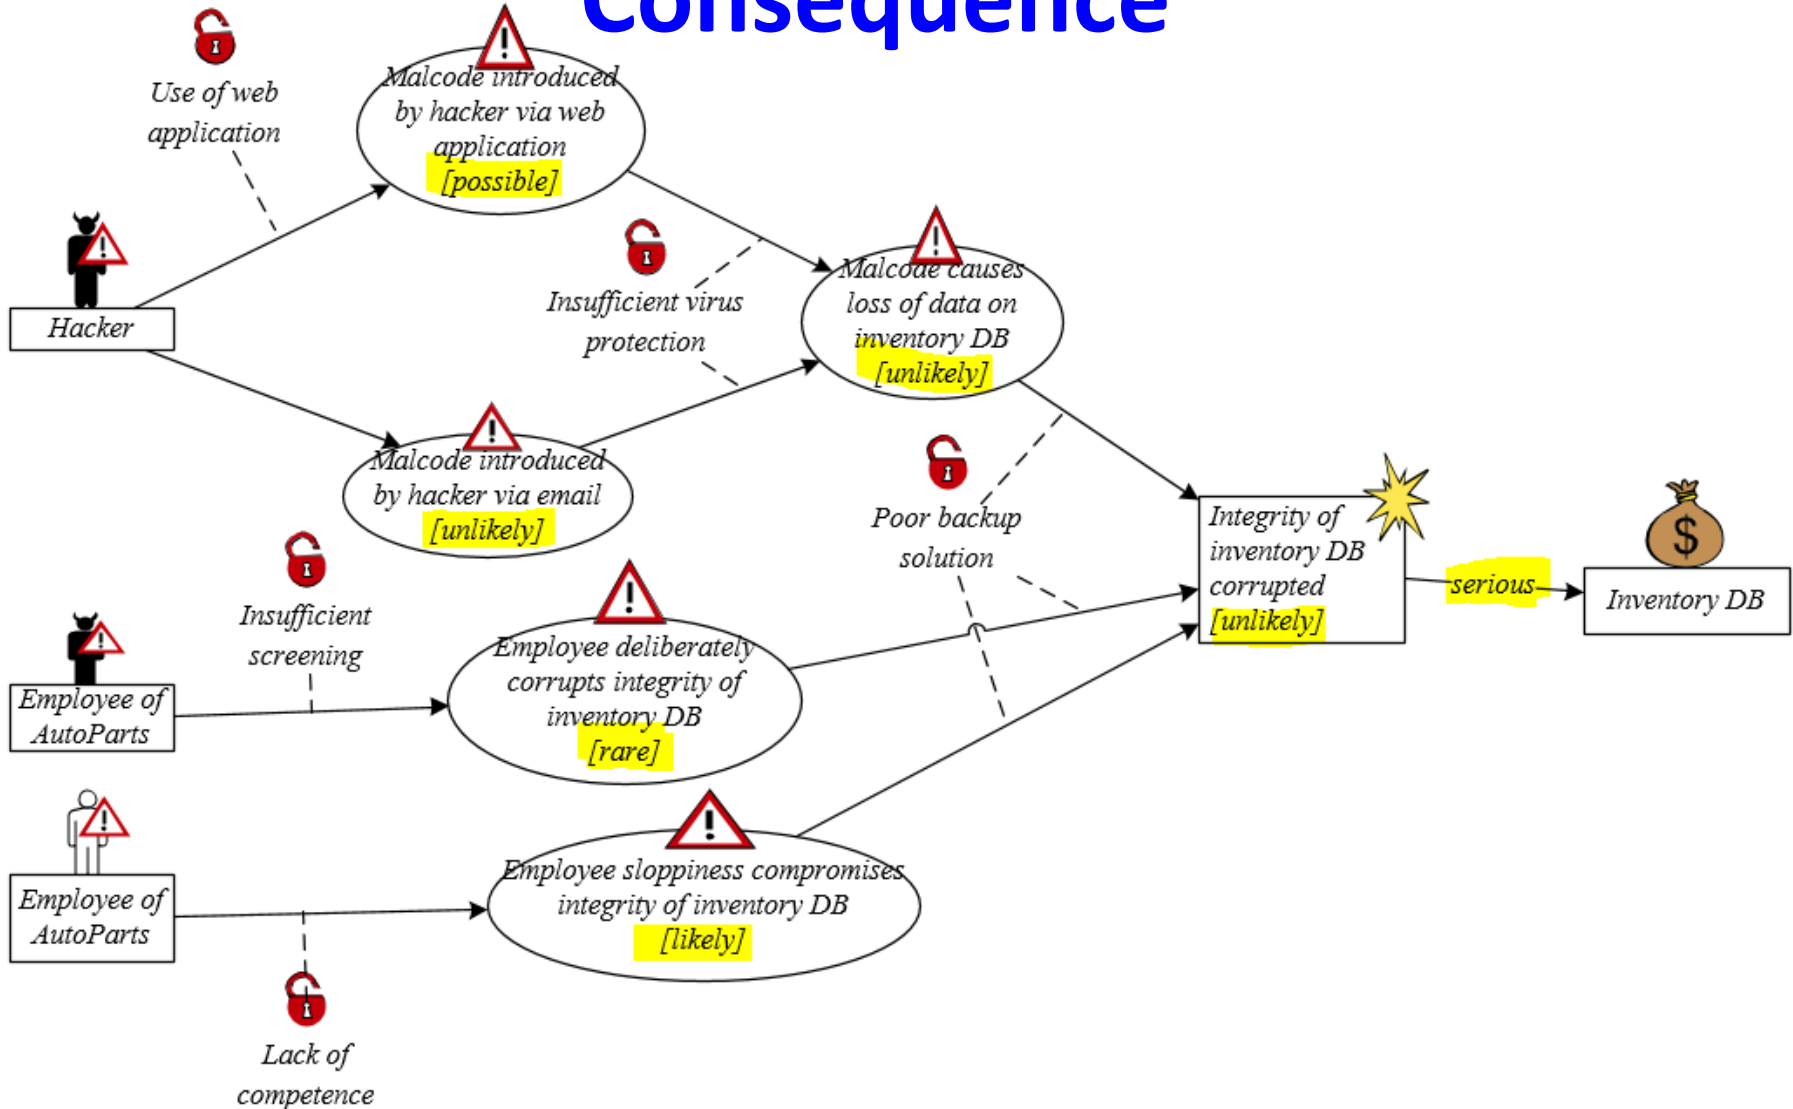 Consequence
Use of web
application
Malcode introduced
by hacker via web
application
[possible]
Hacker
Insufficient virus
protection
Malcode causes
loss of data on
inventory DB
[unlikely]
Malcode introduced
by hacker via email
[unlikely]
Poor backup
solution
Integrity of
inventory DB
corrupted
[unlikely]
serious
$
Inventory DB
Insufficient
screening
Employee of
AutoParts
Employee deliberately
corrupts integrity of
inventory DB
[rare]
Employee of
AutoParts
Employee sloppiness compromises
integrity of inventory DB
[likely]
Lack of
competence